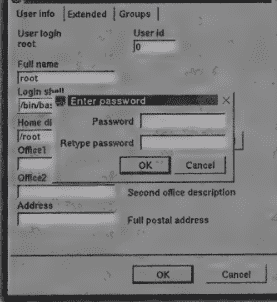 User info Extended Groups
User login User id
root 0
Full name
root
Login shell
/bin/bas
Enter password
Home di
/root
Password
Office1
Retype password
OK Cancel
Office2
Second office description
Address
Full postal address
OK Cancel